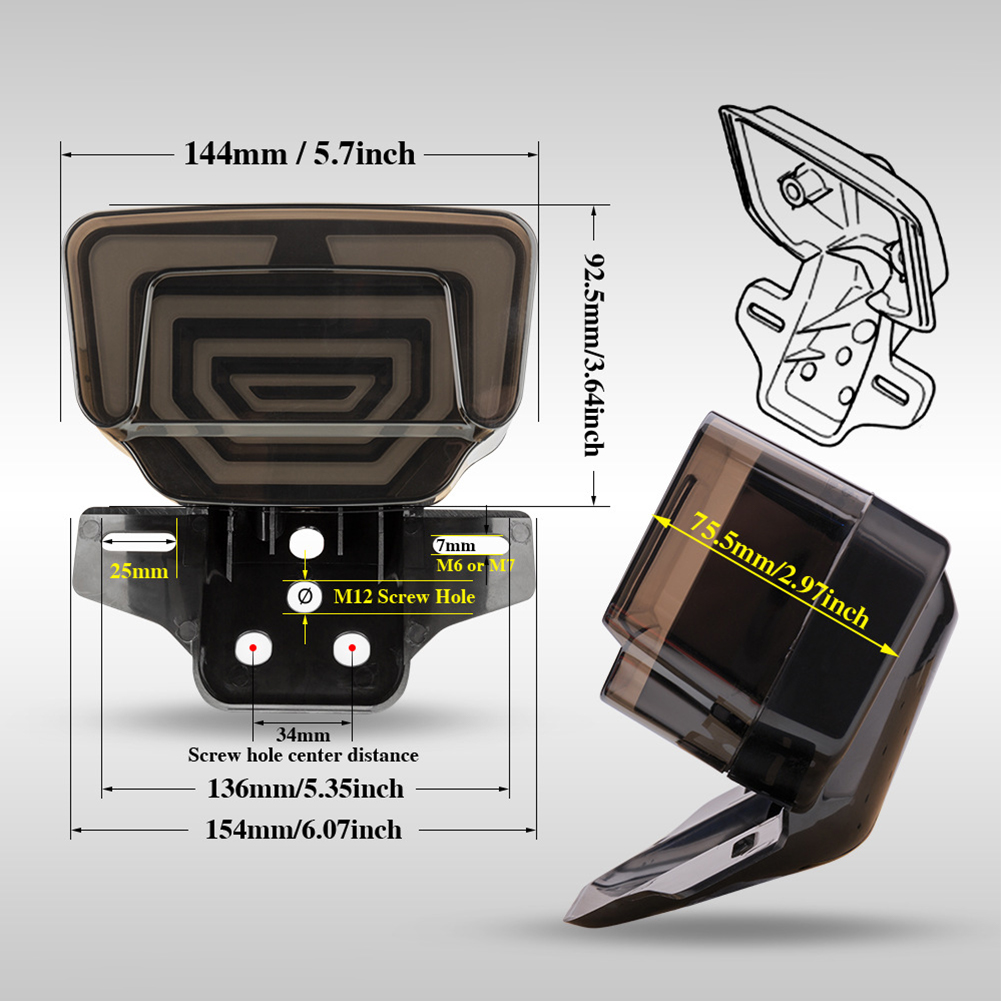 144mm / 5.7inch
92.5mm/3.64inch
75.5mm/2.97inch
7mm
M6 or M7
25mm
Ø
M12 Screw Hole
34mm
Screw hole center distance
136mm/5.35inch
154mm/6.07inch